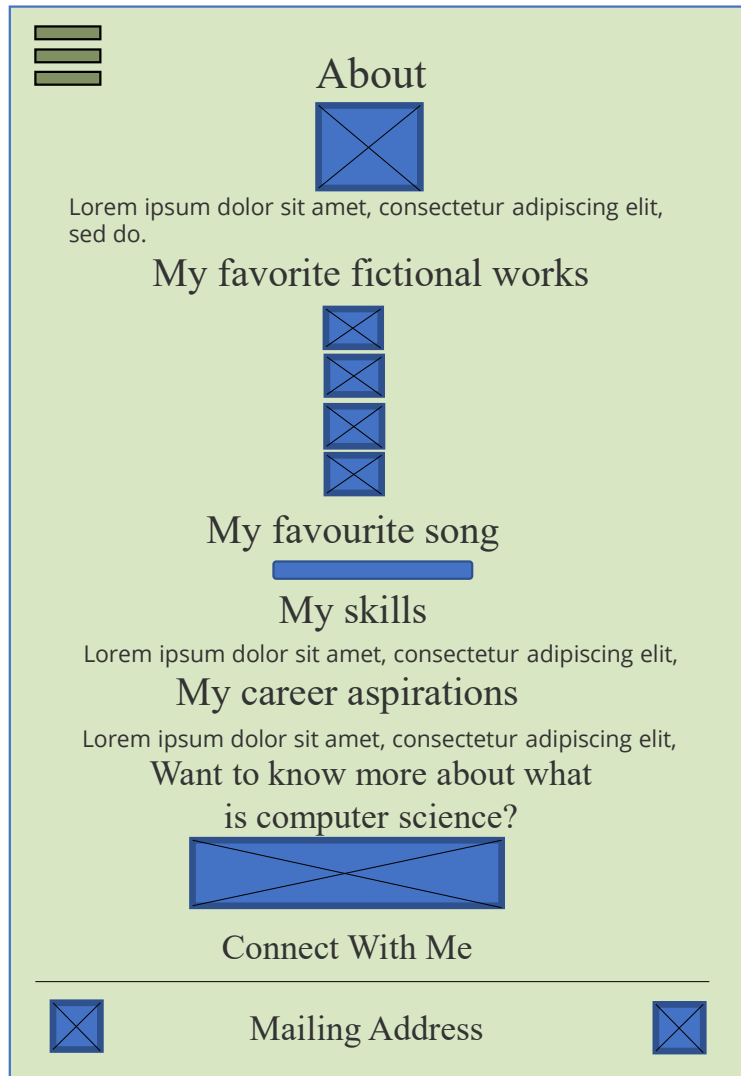 About
Lorem ipsum dolor sit amet, consectetur adipiscing elit,
sed do.
My favorite fictional works
My favourite song
My skills
Lorem ipsum dolor sit amet, consectetur adipiscing elit,
My career aspirations
Lorem ipsum dolor sit amet, consectetur adipiscing elit,
Want to know more about what
is computer science?
Connect With Me
Mailing Address